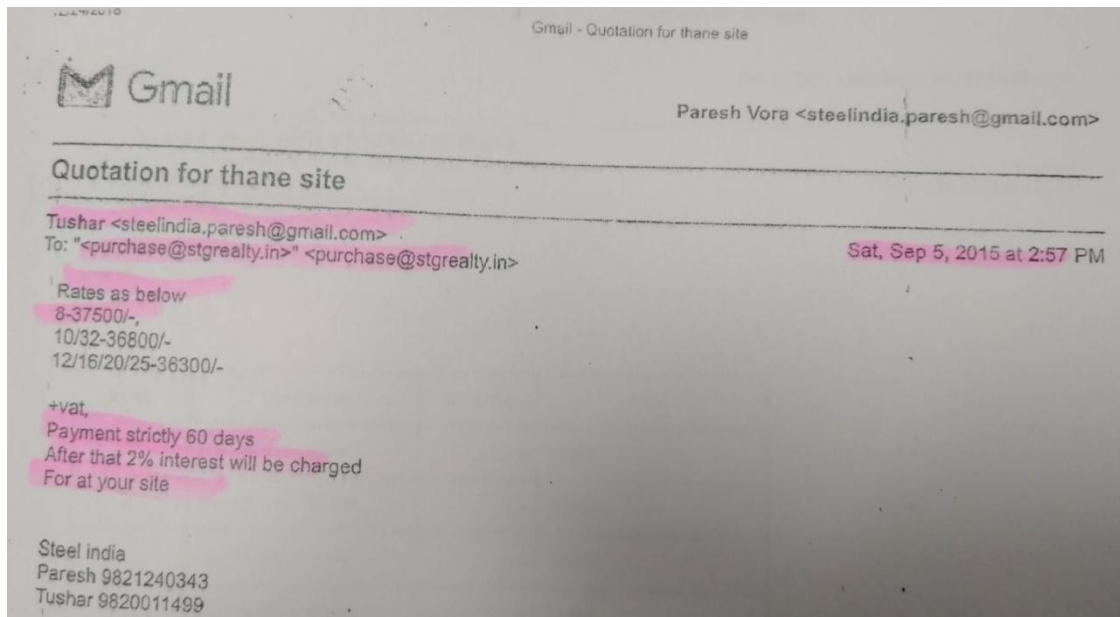 Gmail - Quotation for thane site
Gmail
Paresh Vora <steelindia.paresh@gmail.com>
Quotation for thane site
Tushar <steelindia.paresh@gmail.com>
To: "<purchase@stgrealty.in>" <purchase@stgrealty.in>
Sat, Sep 5, 2015 at 2:57 PM
Rates as below
8-37500/-,
10/32-36800/-
12/16/20/25-36300/-
+vat,
Payment strictly 60 days
After that 2% interest will be charged
For at your site
Steel india
Paresh 9821240343
Tushar 9820011499